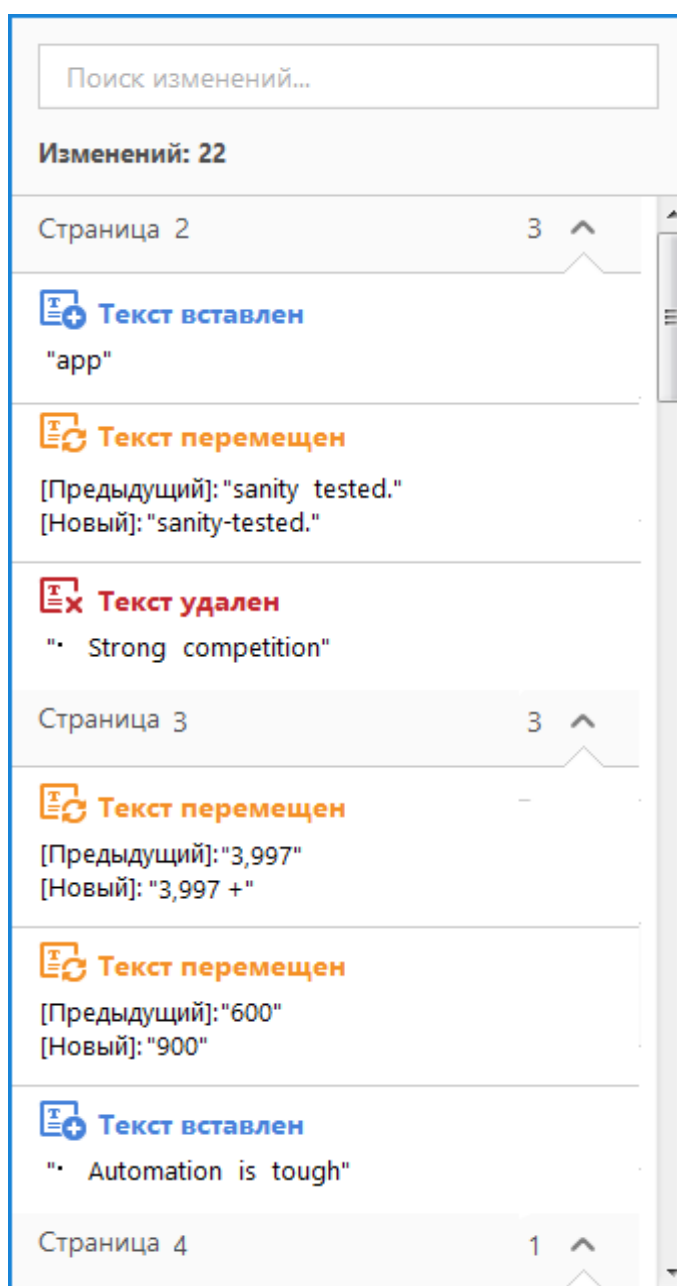 Поиск изменений...
Изменений: 22
Страница 2 3
Текст вставлен
"app"
Текст перемещен
[Предыдущий]: "sanity tested."
[Новый]: "sanity-tested."
Текст удален
"· Strong competition"
Страница 3 3
Текст перемещен
[Предыдущий]: "3,997"
[Новый]: "3,997 +"
Текст перемещен
[Предыдущий]: "600"
[Новый]: "900"
Текст вставлен
"· Automation is tough"
Страница 4 1